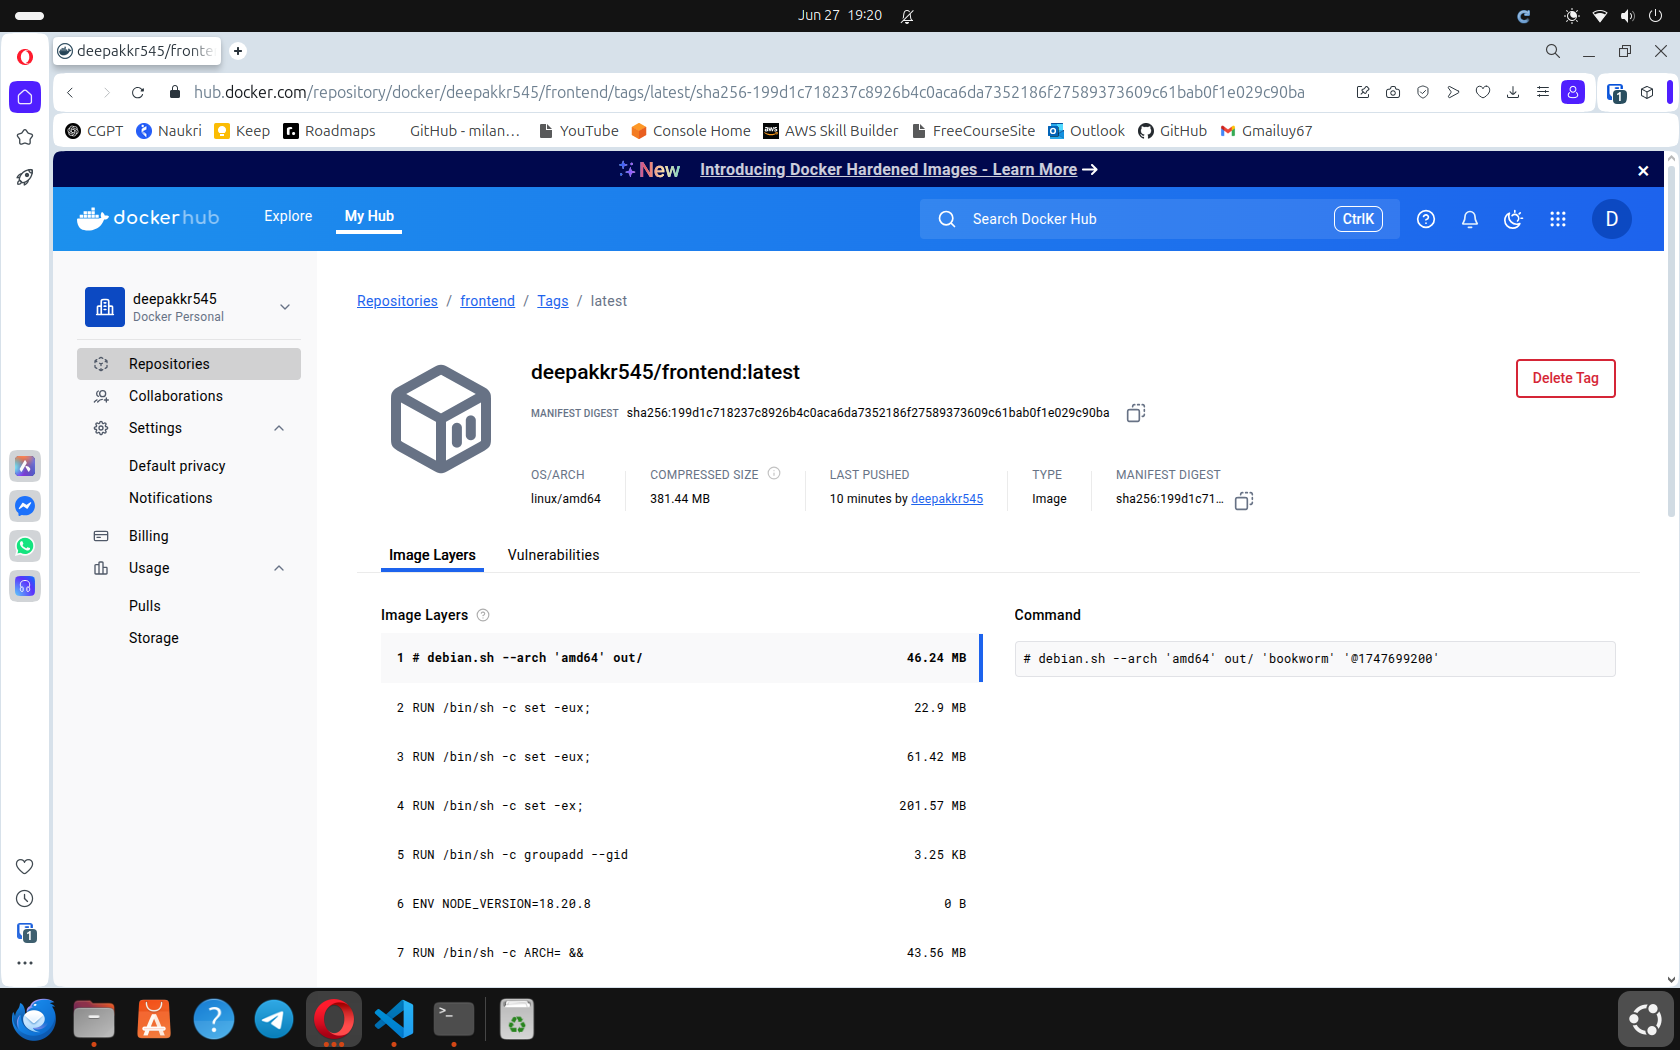 Jun 27 19:20
deepakkr545/fronte
hub.docker.com/repository/docker/deepakkr545/frontend/tags/latest/sha256-199d1c718237c8926b4c0aca6da7352186f27589373609c61bab0f1e029c90ba
1
CGPT Naukri Keep Roadmaps GitHub - milan... YouTube Console Home AWS Skill Builder FreeCourseSite Outlook GitHub Gmailuy67
New Introducing Docker Hardened Images - Learn More →
dockerhub Explore My Hub Search Docker Hub CtrlK D
deepakkr545
Docker Personal
Repositories
Collaborations
Settings
Default privacy
Notifications
Billing
Usage
Pulls
Storage
1
Repositories / frontend / Tags / latest
deepakkr545/frontend:latest
Delete Tag
MANIFEST DIGEST sha256:199d1c718237c8926b4c0aca6da7352186f27589373609c61bab0f1e029c90ba
OS/ARCH COMPRESSED SIZE LAST PUSHED TYPE MANIFEST DIGEST
linux/amd64 381.44 MB 10 minutes by deepakkr545 Image sha256:199d1c71...
Image Layers Vulnerabilities
Image Layers
1 # debian.sh --arch 'amd64' out/ 46.24 MB
2 RUN /bin/sh -c set -eux; 22.9 MB
3 RUN /bin/sh -c set -eux; 61.42 MB
4 RUN /bin/sh -c set -ex; 201.57 MB
5 RUN /bin/sh -c groupadd --gid 3.25 KB
6 ENV NODE_VERSION=18.20.8 0 B
7 RUN /bin/sh -c ARCH= && 43.56 MB
Command
# debian.sh --arch 'amd64' out/ 'bookworm' '@1747699200'